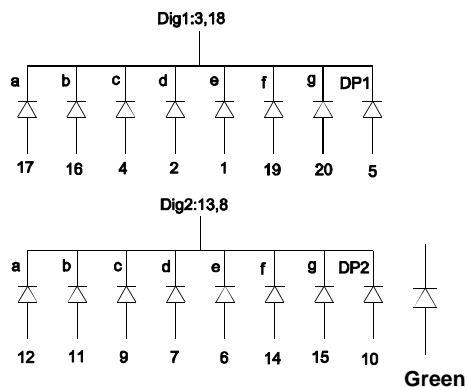 Dig1:3,18
a b c d e f g DP1
17 16 4 2 1 19 20 5
Dig2:13,8
a b c d e f g DP2
12 11 9 7 6 14 15 10
Green